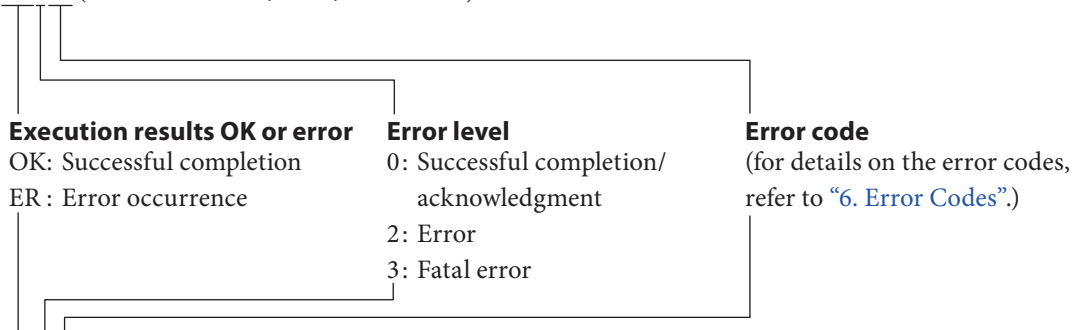 Execution results OK or error
OK: Successful completion
ER : Error occurrence
Error level
0: Successful completion/
acknowledgment
2: Error
3: Fatal error
Error code
(for details on the error codes,
refer to “6. Error Codes”.)